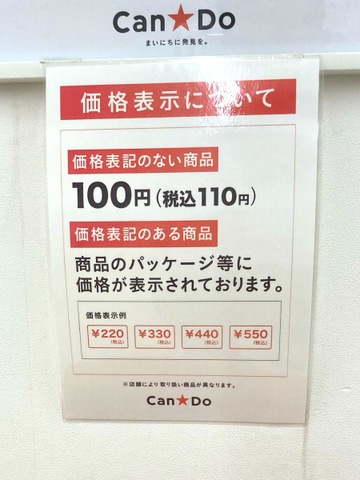 Can★Do
まいにちに発見を。
価格表示について
価格表記のない商品
100円(税込110円)
価格表記のある商品
商品のパッケージ等に
価格が表示されております。
価格表示例
¥220 ¥330 ¥440 ¥550
(税込) (税込) (税込) (税込)
※店舗により取り扱い商品が異なります。
Can★Do